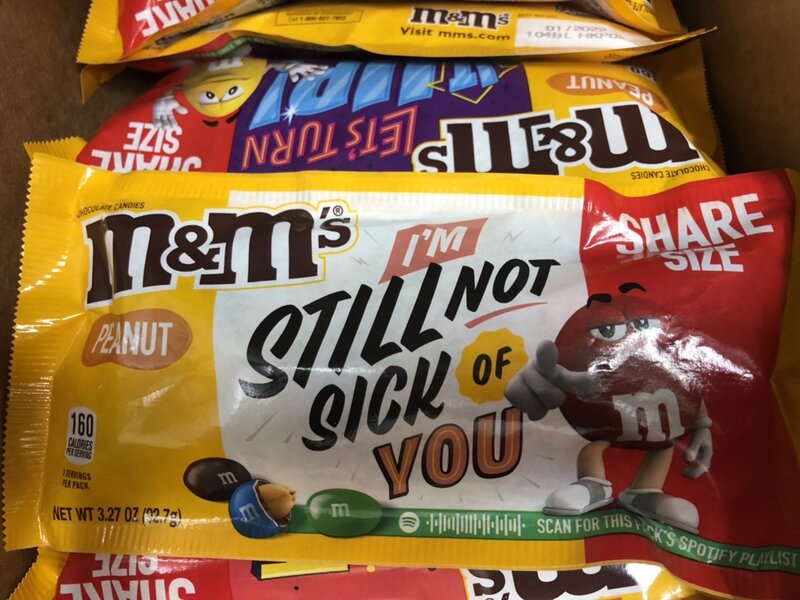 m&m's
Visit mms.com
01/2022
PEANUT
SHARE
SIZE
LET'S TURN
m&m's
CHOCOLATE CANDIES
CHOCOLATE CANDIES
m&m's®
PEANUT
I'M
STILL NOT
SICK OF
YOU
SHARE
SIZE
m
160
CALORIES
PER SERVING
3 SERVINGS
PER PACK
NET WT 3.27 OZ (92.7g)
m
m
m
SCAN FOR THIS PACK'S SPOTIFY PLAYLIST
SHARE
SIZE